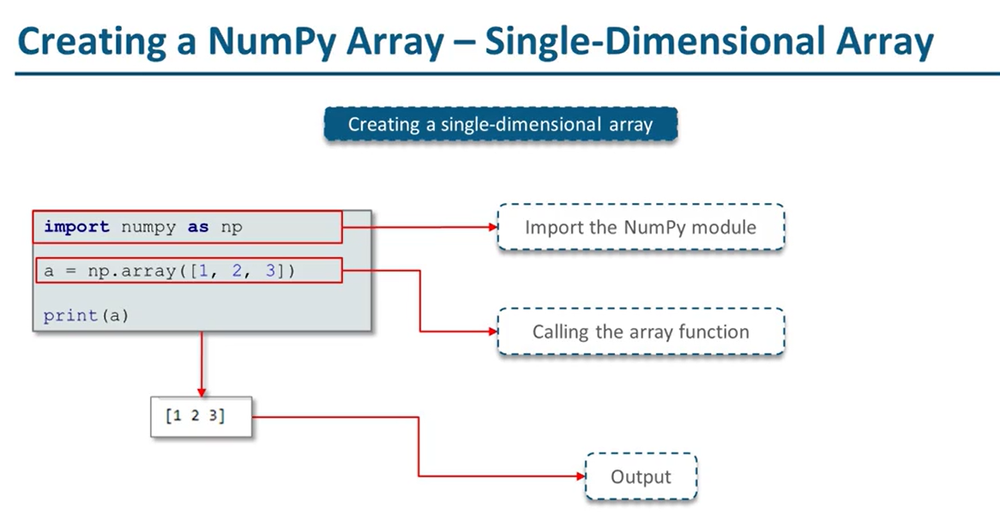 Creating a NumPy Array – Single-Dimensional Array
Creating a single-dimensional array
import numpy as np
Import the NumPy module
a = np.array([1, 2, 3])
print(a)
Calling the array function
[1 2 3]
Output